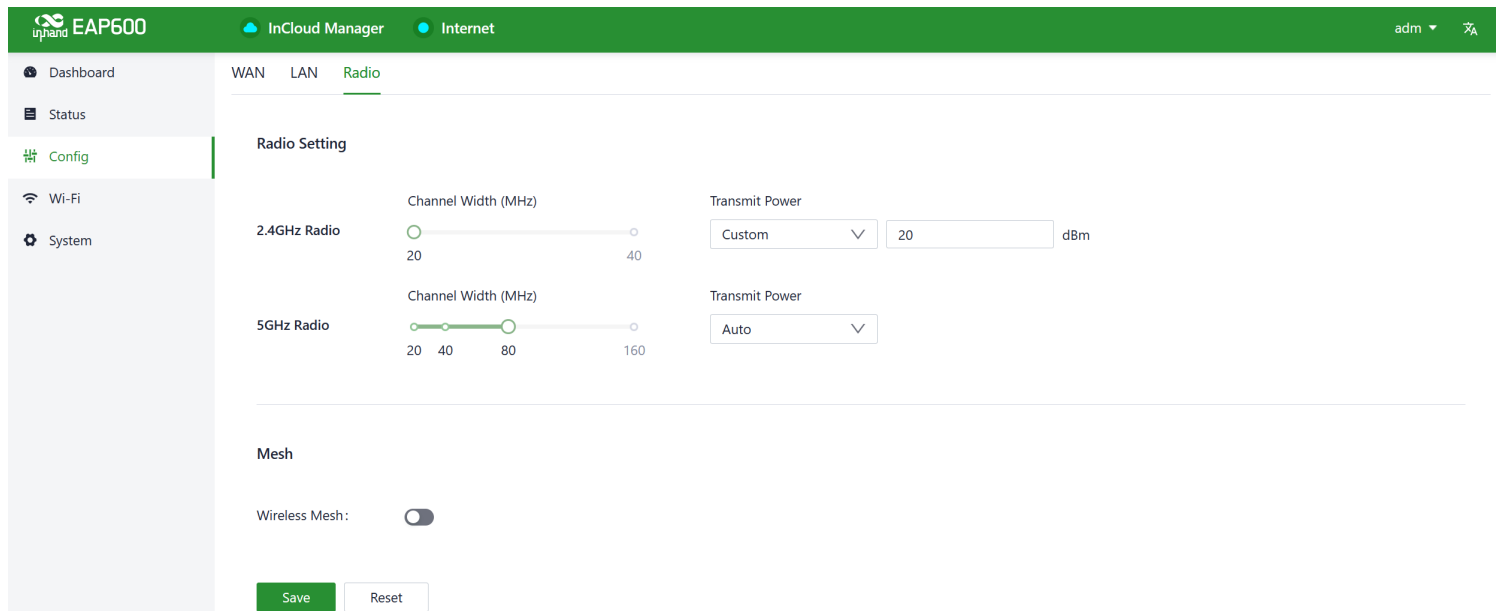 inhand EAP600 InCloud Manager Internet adm
Dashboard
Status
Config
Wi-Fi
System
WAN LAN Radio
Radio Setting
Channel Width (MHz) Transmit Power
2.4GHz Radio Custom 20 dBm
20 40
Channel Width (MHz) Transmit Power
5GHz Radio Auto
20 40 80 160
Mesh
Wireless Mesh:
Save Reset